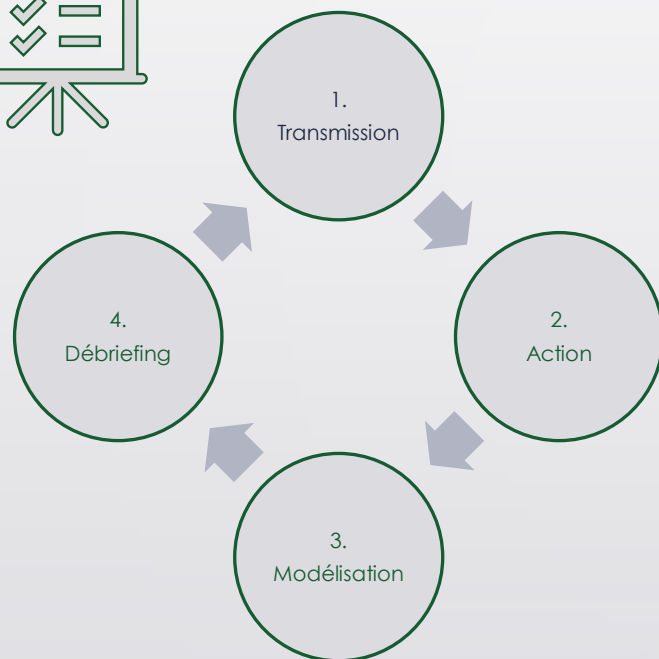 1.
Transmission
2.
Action
3.
Modélisation
4.
Débriefing